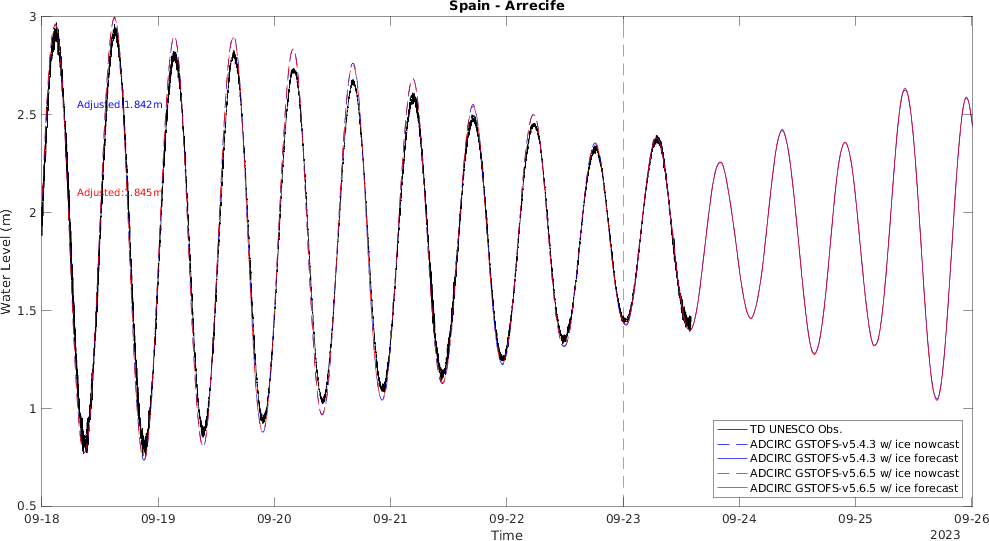 Spain - Arrecife
3
2.5
2
1.5
1
0.5
Water Level (m)
Adjusted:1.842m
Adjusted:1.845m
TD UNESCO Obs.
ADCIRC GSTOFS-v5.4.3 w/ ice nowcast
ADCIRC GSTOFS-v5.4.3 w/ ice forecast
ADCIRC GSTOFS-v5.6.5 w/ ice nowcast
ADCIRC GSTOFS-v5.6.5 w/ ice forecast
09-18 09-19 09-20 09-21 09-22 09-23 09-24 09-25 09-26
Time
2023